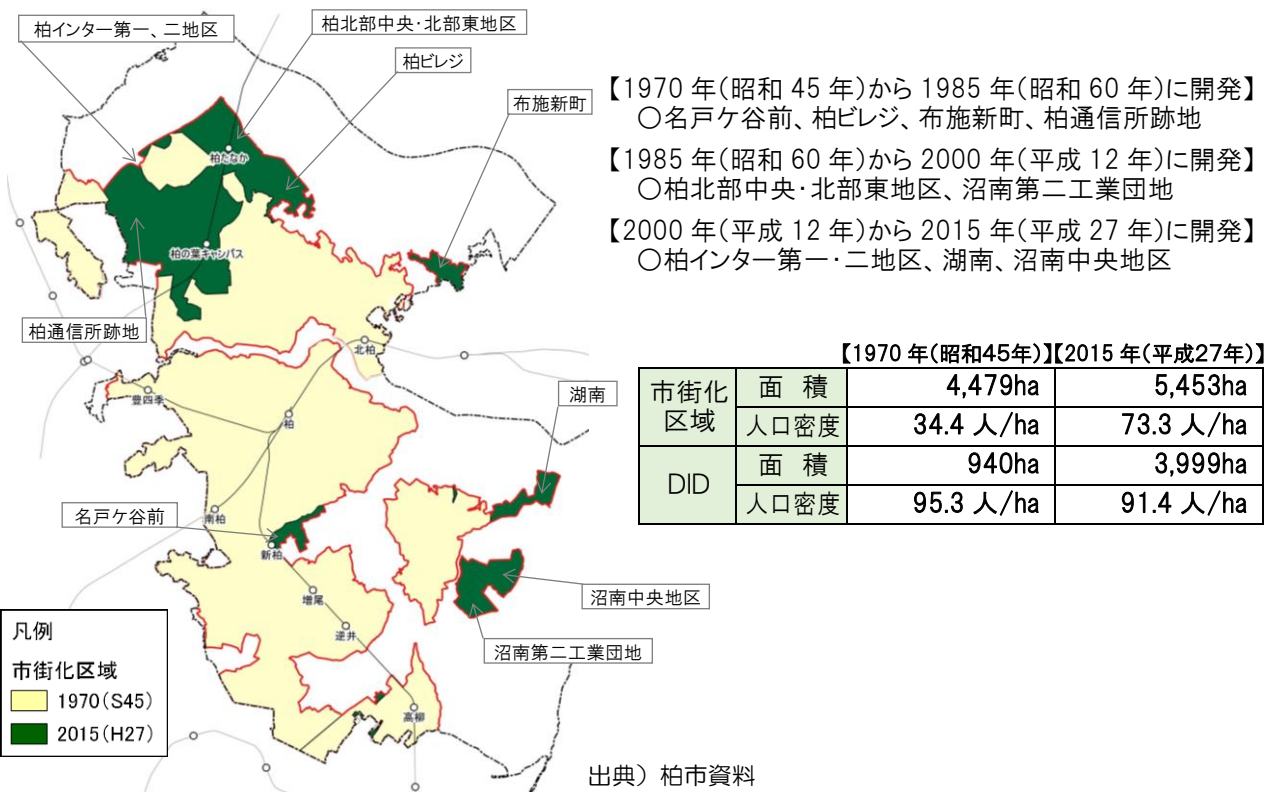 柏インター第一、二地区
柏北部中央・北部東地区
柏ビレジ
布施新町
柏たなか
柏の葉キャンパス
柏通信所跡地
北柏
豊四季
柏
湖南
南柏
名戸ケ谷前
新柏
増尾
逆井
沼南中央地区
沼南第二工業団地
高柳
凡例
市街化区域
1970(S45)
2015(H27)
【1970 年(昭和 45 年)から 1985 年(昭和 60 年)に開発】
〇名戸ケ谷前、柏ビレジ、布施新町、柏通信所跡地
【1985 年(昭和 60 年)から 2000 年(平成 12 年)に開発】
〇柏北部中央・北部東地区、沼南第二工業団地
【2000 年(平成 12 年)から 2015 年(平成 27 年)に開発】
〇柏インター第一・二地区、湖南、沼南中央地区
【1970 年(昭和45年)】【2015 年(平成27年)】
市街化区域 面 積 4,479ha 5,453ha
人口密度 34.4 人/ha 73.3 人/ha
DID 面 積 940ha 3,999ha
人口密度 95.3 人/ha 91.4 人/ha
出典）柏市資料